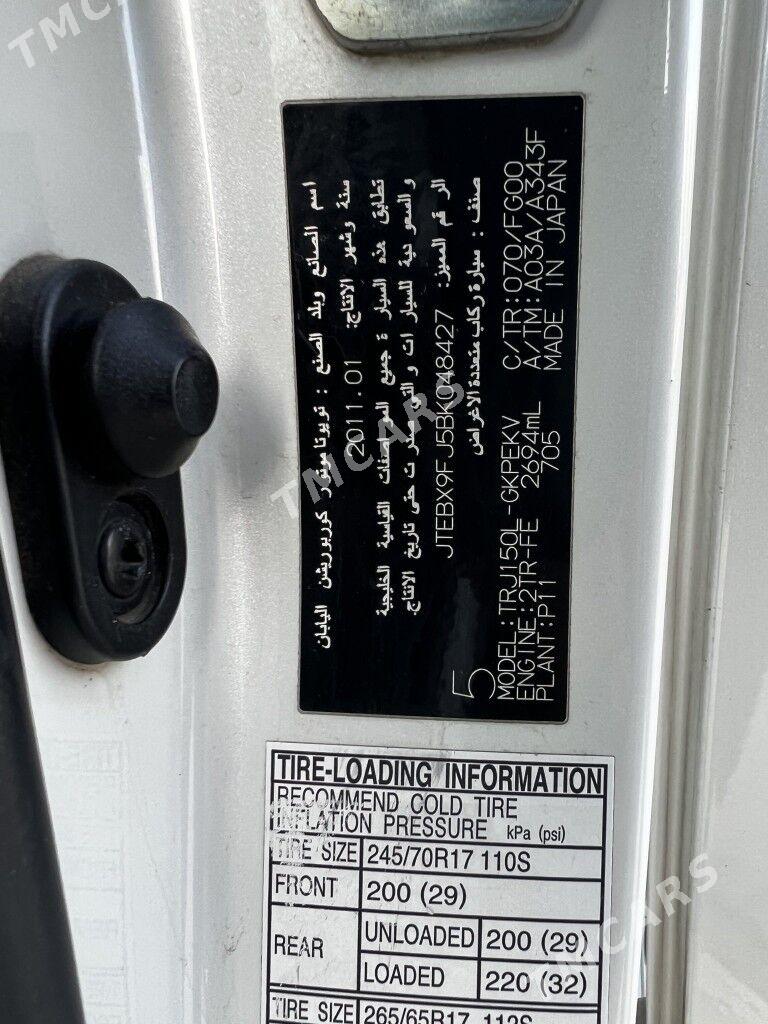 TMCARS
اسم الصانع وبلد الصنع : تويوتا موتور كوربوريشن اليابان
سنة وشهر الانتاج: 2011.01
تطابق هذه السيارة جميع المواصفات القياسية الخليجية
والسعودية للسيارات والتي صدرت حتى تاريخ الانتاج.
الرقم المميز: JTEBX9FJ5BK048427
صنف : سيارة ركاب متعددة الاغراض
5
MODEL:TRJ150L-GKPEKV C/TR:070/FG00
ENGINE:2TR-FE 2694mL A/TM:A03A/A343F
PLANT:P11 705 MADE IN JAPAN
TMCARS
TIRE-LOADING INFORMATION
RECOMMEND COLD TIRE
INFLATION PRESSURE kPa (psi)
TIRE SIZE 245/70R17 110S
FRONT 200 (29)
REAR UNLOADED 200 (29)
LOADED 220 (32)
TIRE SIZE 265/65R17 112S
TMCARS